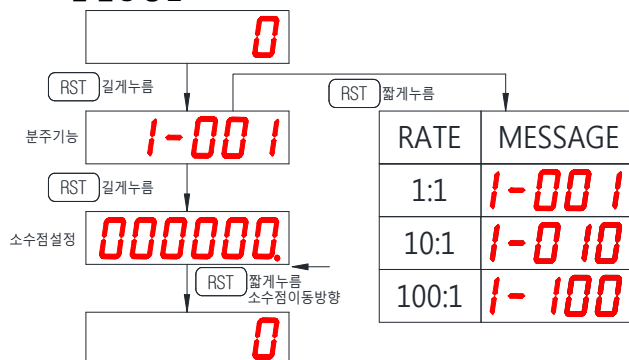 0
RST 길게누름
RST 짧게누름
분주기능 1-001
RATE MESSAGE
1:1 1-001
10:1 1-010
100:1 1- 100
RST 길게누름
소수점설정 000000.
RST 짧게누름
소수점이동방향
0